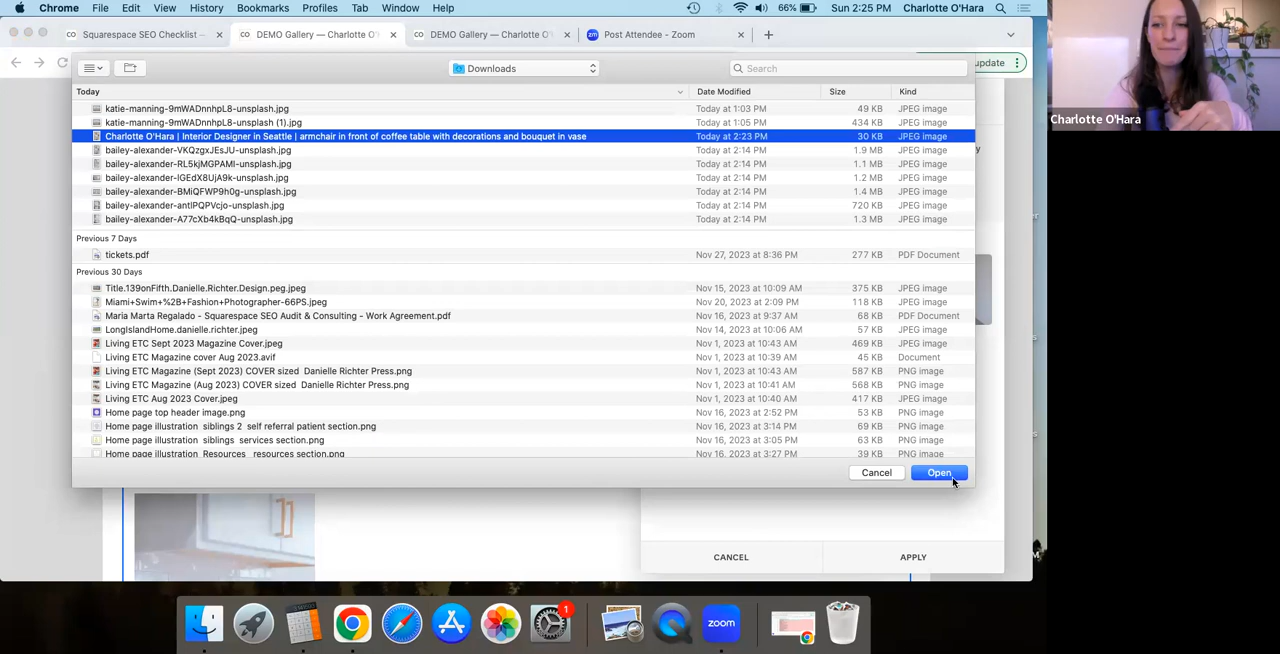 Chrome File Edit View History Bookmarks Profiles Tab Window Help 66% Sun 2:25 PM Charlotte O'Hara
Squarespace SEO Checklist — DEMO Gallery — Charlotte O' DEMO Gallery — Charlotte O' Post Attendee - Zoom
Downloads Search update
Today Date Modified Size Kind
katie-manning-9mWADnnhpL8-unsplash.jpg Today at 1:03 PM 49 KB JPEG image
katie-manning-9mWADnnhpL8-unsplash (1).jpg Today at 1:05 PM 434 KB JPEG image
Charlotte O'Hara | Interior Designer in Seattle | armchair in front of coffee table with decorations and bouquet in vase Today at 2:23 PM 30 KB JPEG image
bailey-alexander-VKQzgxJEsJU-unsplash.jpg Today at 2:14 PM 1.9 MB JPEG image
bailey-alexander-RL5kjMGPAMI-unsplash.jpg Today at 2:14 PM 1.1 MB JPEG image
bailey-alexander-IGEdX8UjA9k-unsplash.jpg Today at 2:14 PM 1.2 MB JPEG image
bailey-alexander-BMiQFWP9h0g-unsplash.jpg Today at 2:14 PM 1.4 MB JPEG image
bailey-alexander-antlPQPVcjo-unsplash.jpg Today at 2:14 PM 720 KB JPEG image
bailey-alexander-A77cXb4kBqQ-unsplash.jpg Today at 2:14 PM 1.3 MB JPEG image
Previous 7 Days
tickets.pdf Nov 27, 2023 at 8:36 PM 277 KB PDF Document
Previous 30 Days
Title.139onFifth.Danielle.Richter.Design.peg.jpeg Nov 15, 2023 at 10:09 AM 375 KB JPEG image
Miami+Swim+%2B+Fashion+Photographer-66PS.jpeg Nov 20, 2023 at 2:09 PM 118 KB JPEG image
Maria Marta Regalado - Squarespace SEO Audit & Consulting - Work Agreement.pdf Nov 16, 2023 at 9:37 AM 68 KB PDF Document
LongIslandHome.danielle.richter.jpeg Nov 14, 2023 at 10:06 AM 57 KB JPEG image
Living ETC Sept 2023 Magazine Cover.jpeg Nov 1, 2023 at 10:43 AM 469 KB JPEG image
Living ETC Magazine cover Aug 2023.avif Nov 1, 2023 at 10:39 AM 45 KB Document
Living ETC Magazine (Sept 2023) COVER sized Danielle Richter Press.png Nov 1, 2023 at 10:43 AM 587 KB PNG image
Living ETC Magazine (Aug 2023) COVER sized Danielle Richter Press.png Nov 1, 2023 at 10:41 AM 568 KB PNG image
Living ETC Aug 2023 Cover.jpeg Nov 1, 2023 at 10:40 AM 417 KB JPEG image
Home page top header image.png Nov 16, 2023 at 2:52 PM 53 KB PNG image
Home page illustration siblings 2 self referral patient section.png Nov 16, 2023 at 3:14 PM 69 KB PNG image
Home page illustration siblings services section.png Nov 16, 2023 at 3:05 PM 63 KB PNG image
Home page illustration Resources resources section.png Nov 16, 2023 at 3:27 PM 39 KB PNG image
Cancel Open
CANCEL APPLY
1 zoom
Charlotte O'Hara